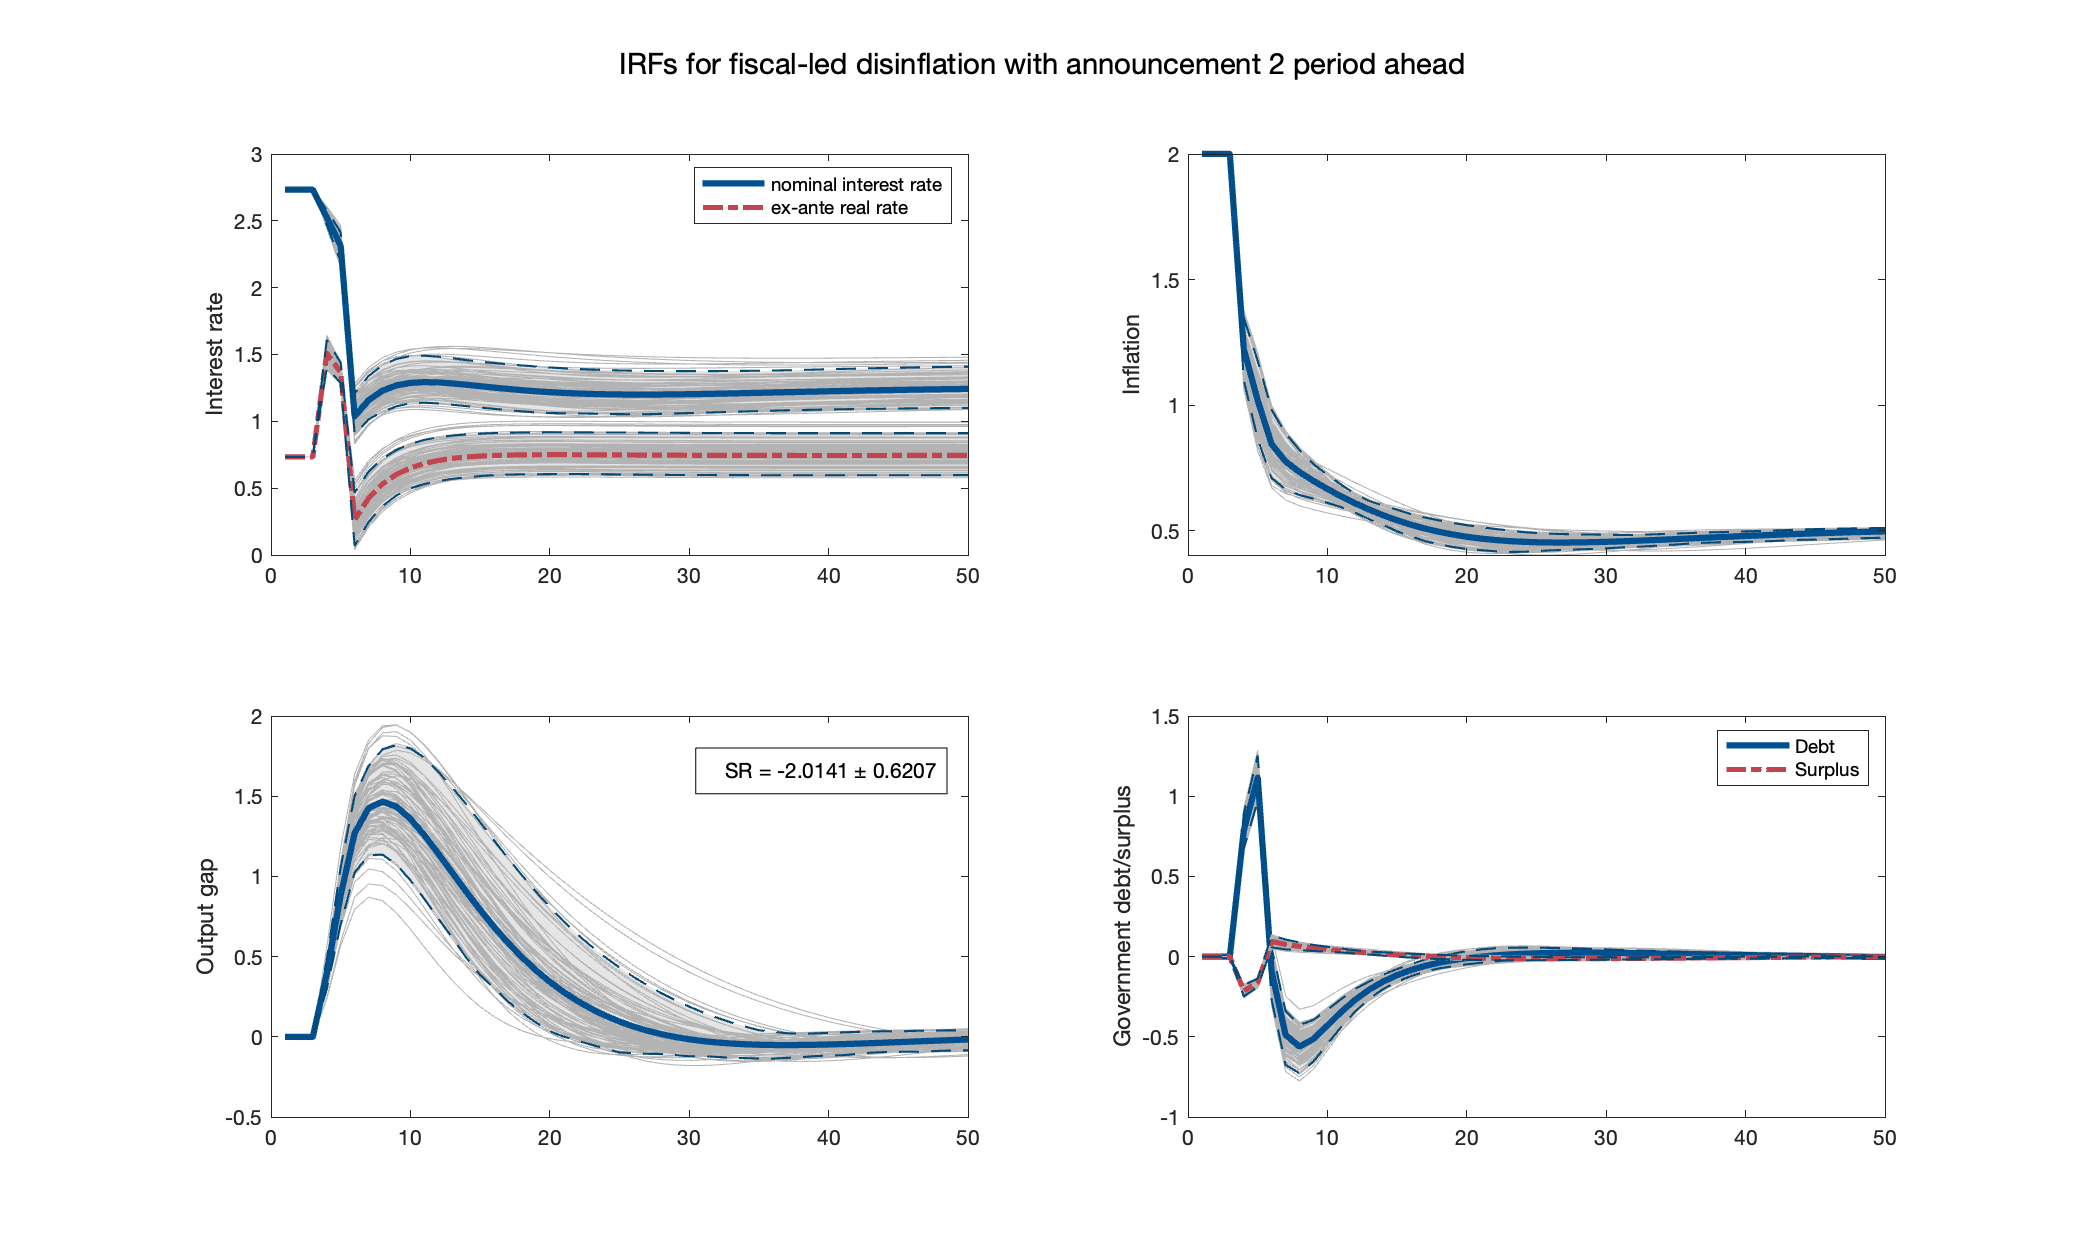 IRFs for fiscal-led disinflation with announcement 2 period ahead
Interest rate
3
2.5
2
1.5
1
0.5
0
0 10 20 30 40 50
nominal interest rate
ex-ante real rate
Inflation
2
1.5
1
0.5
0 10 20 30 40 50
Output gap
2
1.5
1
0.5
0
-0.5
0 10 20 30 40 50
SR = -2.0141 ± 0.6207
Government debt/surplus
1.5
1
0.5
0
-0.5
-1
0 10 20 30 40 50
Debt
Surplus